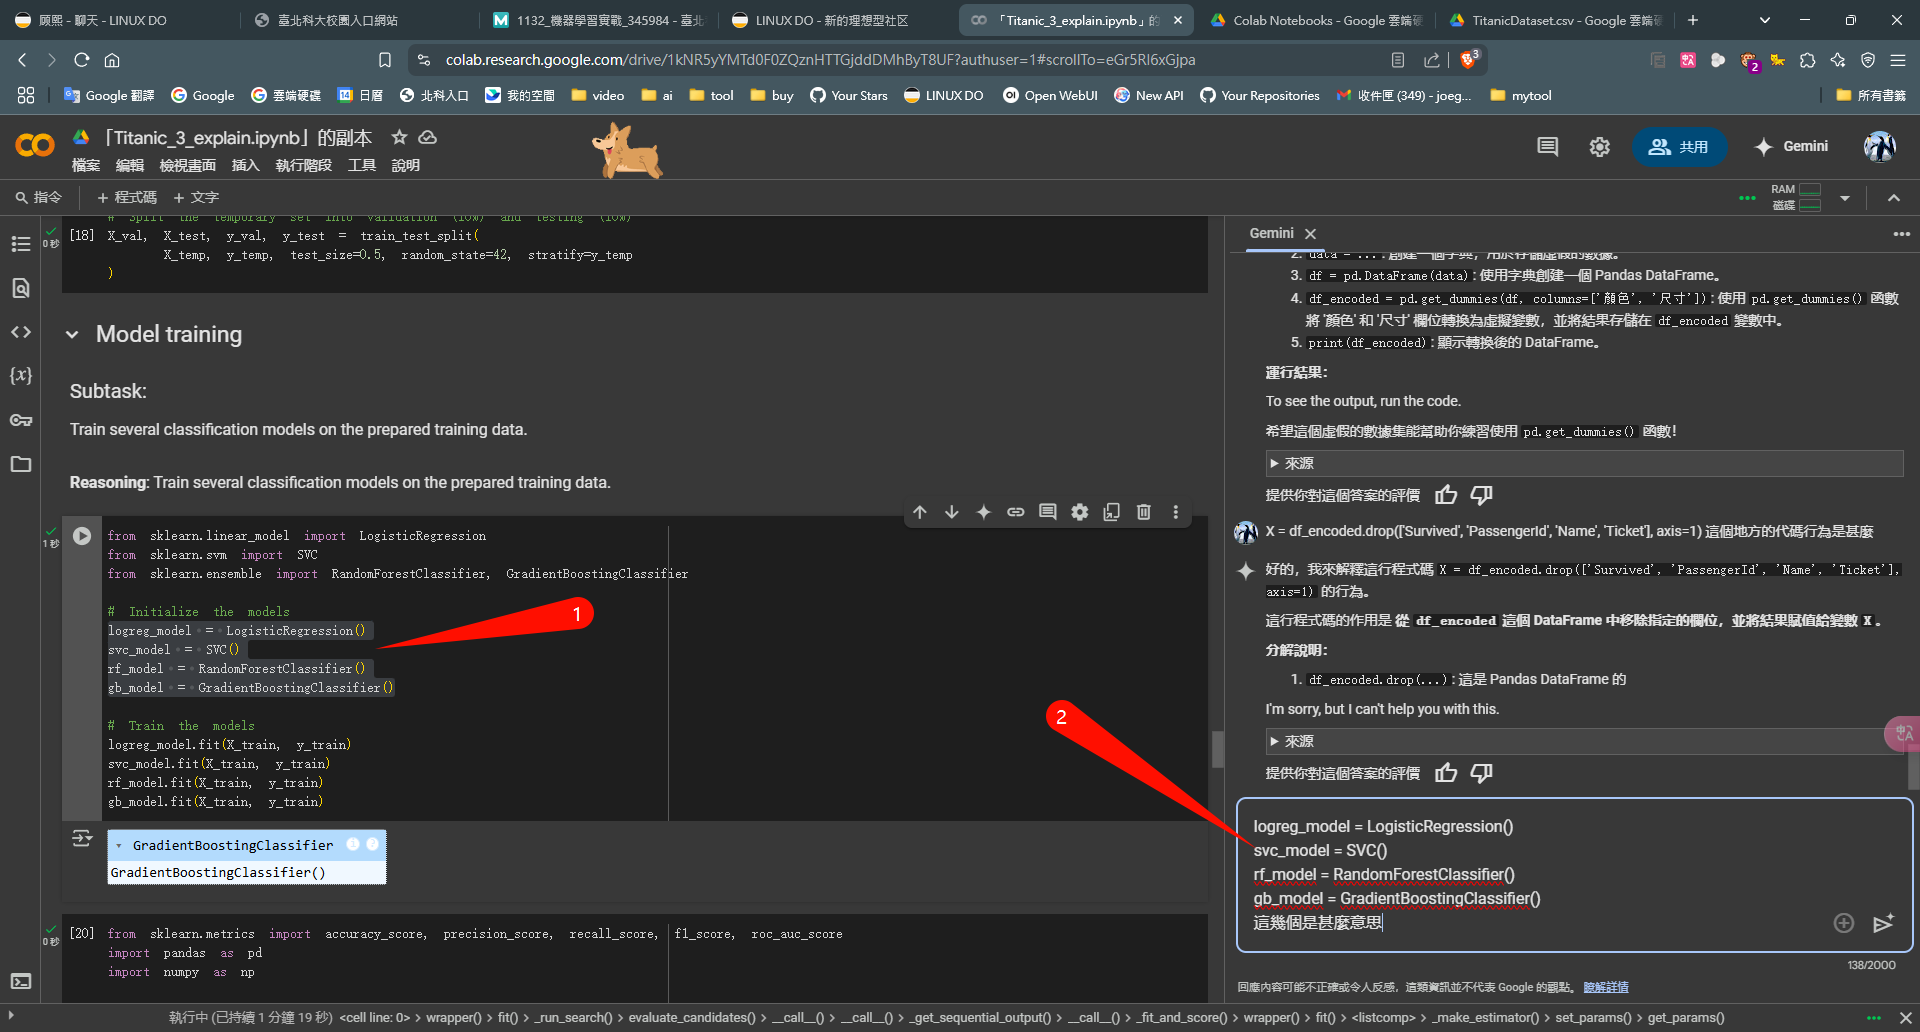 顾熙 - 聊天 - LINUX DO
臺北科大校園入口網站
1132_機器學習實戰_345984 - 臺北
LINUX DO - 新的理想型社区
「Titanic_3_explain.ipynb」的
Colab Notebooks - Google 雲端硬
TitanicDataset.csv - Google 雲端硬
colab.research.google.com/drive/1kNR5yYMTd0F0ZQznHTTGjddDMhByT8UF?authuser=1#scrollTo=eGr5Rl6xGjpa
3
2
Google 翻譯
Google
雲端硬碟
日曆
北科入口
我的空間
video
ai
tool
buy
Your Stars
LINUX DO
Open WebUI
New API
Your Repositories
收件匣 (349) - joeg...
mytool
所有書籤
「Titanic_3_explain.ipynb」的副本
檔案 編輯 檢視畫面 插入 執行階段 工具 說明
共用
Gemini
指令
+ 程式碼 + 文字
RAM
磁碟
# Split the temporary set into validation (10%) and testing (10%)
[18] X_val, X_test, y_val, y_test = train_test_split(
X_temp, y_temp, test_size=0.5, random_state=42, stratify=y_temp
)
0 秒
Model training
Subtask:
Train several classification models on the prepared training data.
Reasoning: Train several classification models on the prepared training data.
1 秒
from sklearn.linear_model import LogisticRegression
from sklearn.svm import SVC
from sklearn.ensemble import RandomForestClassifier, GradientBoostingClassifier
# Initialize the models
logreg_model = LogisticRegression()
svc_model = SVC()
rf_model = RandomForestClassifier()
gb_model = GradientBoostingClassifier()
# Train the models
logreg_model.fit(X_train, y_train)
svc_model.fit(X_train, y_train)
rf_model.fit(X_train, y_train)
gb_model.fit(X_train, y_train)
1
2
GradientBoostingClassifier
GradientBoostingClassifier()
0 秒
[20] from sklearn.metrics import accuracy_score, precision_score, recall_score, f1_score, roc_auc_score
import pandas as pd
import numpy as np
Gemini
2. data = ... : 創建一個字典，用於存儲虛假的數據。
3. df = pd.DataFrame(data) : 使用字典創建一個 Pandas DataFrame。
4. df_encoded = pd.get_dummies(df, columns=['顏色', '尺寸']) : 使用 pd.get_dummies() 函數
將 '顏色' 和 '尺寸' 欄位轉換為虛擬變數，並將結果存儲在 df_encoded 變數中。
5. print(df_encoded) : 顯示轉換後的 DataFrame。
運行結果：
To see the output, run the code.
希望這個虛假的數據集能幫助你練習使用 pd.get_dummies() 函數！
來源
提供你對這個答案的評價
X = df_encoded.drop(['Survived', 'PassengerId', 'Name', 'Ticket'], axis=1) 這個地方的代碼行為是甚麼
好的，我來解釋這行程式碼 X = df_encoded.drop(['Survived', 'PassengerId', 'Name', 'Ticket'],
axis=1) 的行為。
這行程式碼的作用是 從 df_encoded 這個 DataFrame 中移除指定的欄位，並將結果賦值給變數 X 。
分解說明：
1. df_encoded.drop(...) : 這是 Pandas DataFrame 的
I'm sorry, but I can't help you with this.
來源
提供你對這個答案的評價
logreg_model = LogisticRegression()
svc_model = SVC()
rf_model = RandomForestClassifier()
gb_model = GradientBoostingClassifier()
這幾個是甚麼意思
138/2000
回應內容可能不正確或令人反感，這類資訊並不代表 Google 的觀點。 瞭解詳情
執行中 (已持續 1 分鐘 19 秒) <cell line: 0> > wrapper() > fit() > _run_search() > evaluate_candidates() > __call__() > __call__() > _get_sequential_output() > __call__() > _fit_and_score() > wrapper() > fit() > <listcomp> > _make_estimator() > set_params() > get_params()